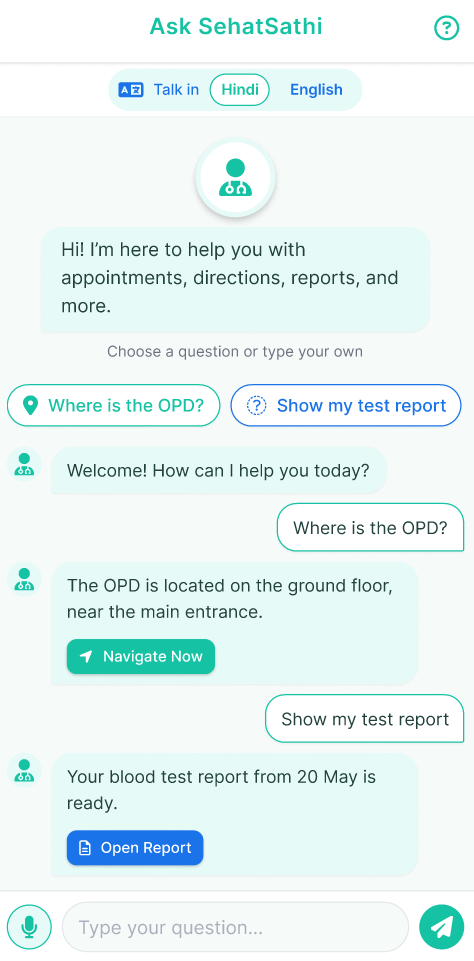 Ask SehatSathi
Talk in Hindi English
Hi! I'm here to help you with
appointments, directions, reports, and
more.
Choose a question or type your own
Where is the OPD? Show my test report
Welcome! How can I help you today?
Where is the OPD?
The OPD is located on the ground floor,
near the main entrance.
Navigate Now
Show my test report
Your blood test report from 20 May is
ready.
Open Report
Type your question...